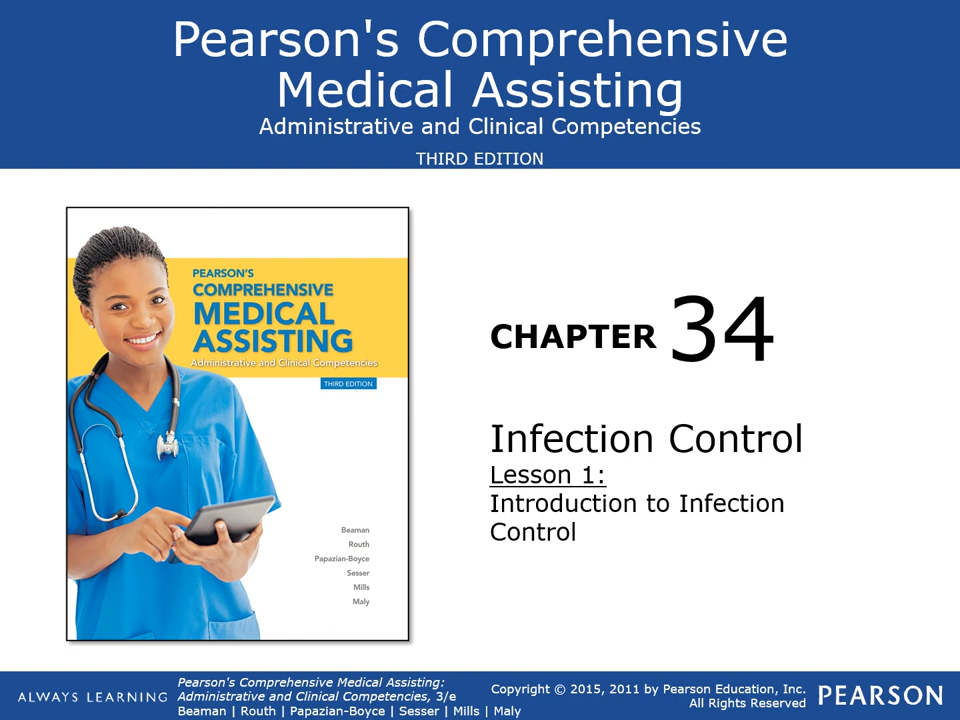 Pearson's Comprehensive
Medical Assisting
Administrative and Clinical Competencies
THIRD EDITION
PEARSON'S
COMPREHENSIVE
MEDICAL
ASSISTING
Administrative and Clinical Competencies
THIRD EDITION
Beaman
Routh
Papazian-Boyce
Sesser
Mills
Maly
CHAPTER 34
Infection Control
Lesson 1:
Introduction to Infection
Control
ALWAYS LEARNING
Pearson's Comprehensive Medical Assisting:
Administrative and Clinical Competencies, 3/e
Beaman | Routh | Papazian-Boyce | Sesser | Mills | Maly
Copyright © 2015, 2011 by Pearson Education, Inc.
All Rights Reserved
PEARSON